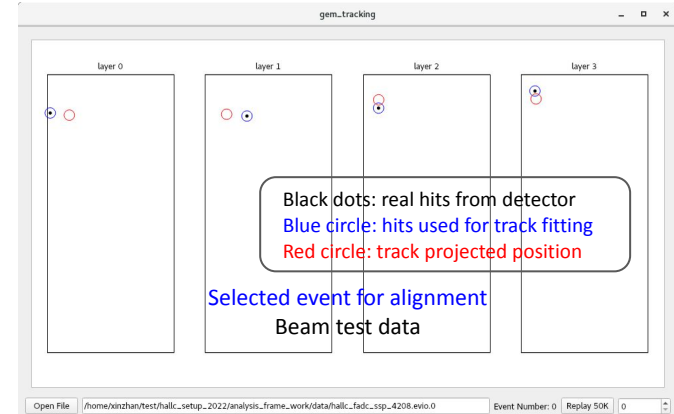 gem_tracking
layer 0 layer 1 layer 2 layer 3
Black dots: real hits from detector
Blue circle: hits used for track fitting
Red circle: track projected position
Selected event for alignment
Beam test data
Open File /home/xinzhan/test/hallc_setup_2022/analysis_frame_work/data/hallc_fadc_ssp_4208.evio.0 Event Number: 0 Replay 50K 0